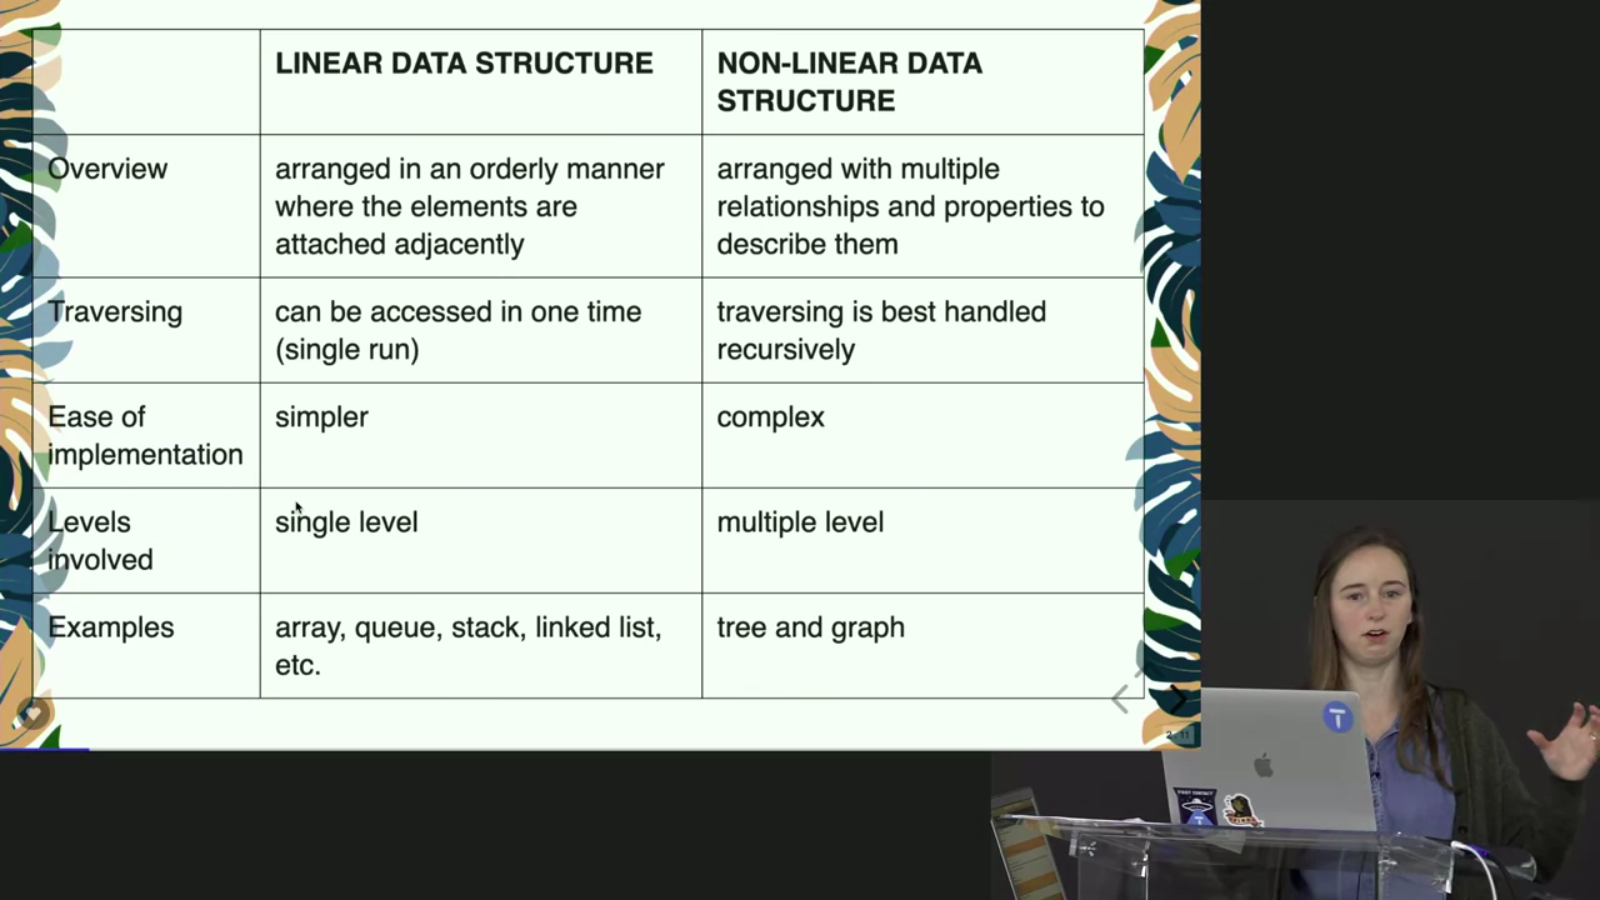 LINEAR DATA STRUCTURE
NON-LINEAR DATA
STRUCTURE
Overview
arranged in an orderly manner
where the elements are
attached adjacently
arranged with multiple
relationships and properties to
describe them
Traversing
can be accessed in one time
(single run)
traversing is best handled
recursively
Ease of
implementation
simpler
complex
Levels
involved
single level
multiple level
Examples
array, queue, stack, linked list,
etc.
tree and graph
T
FIRST CONTACT